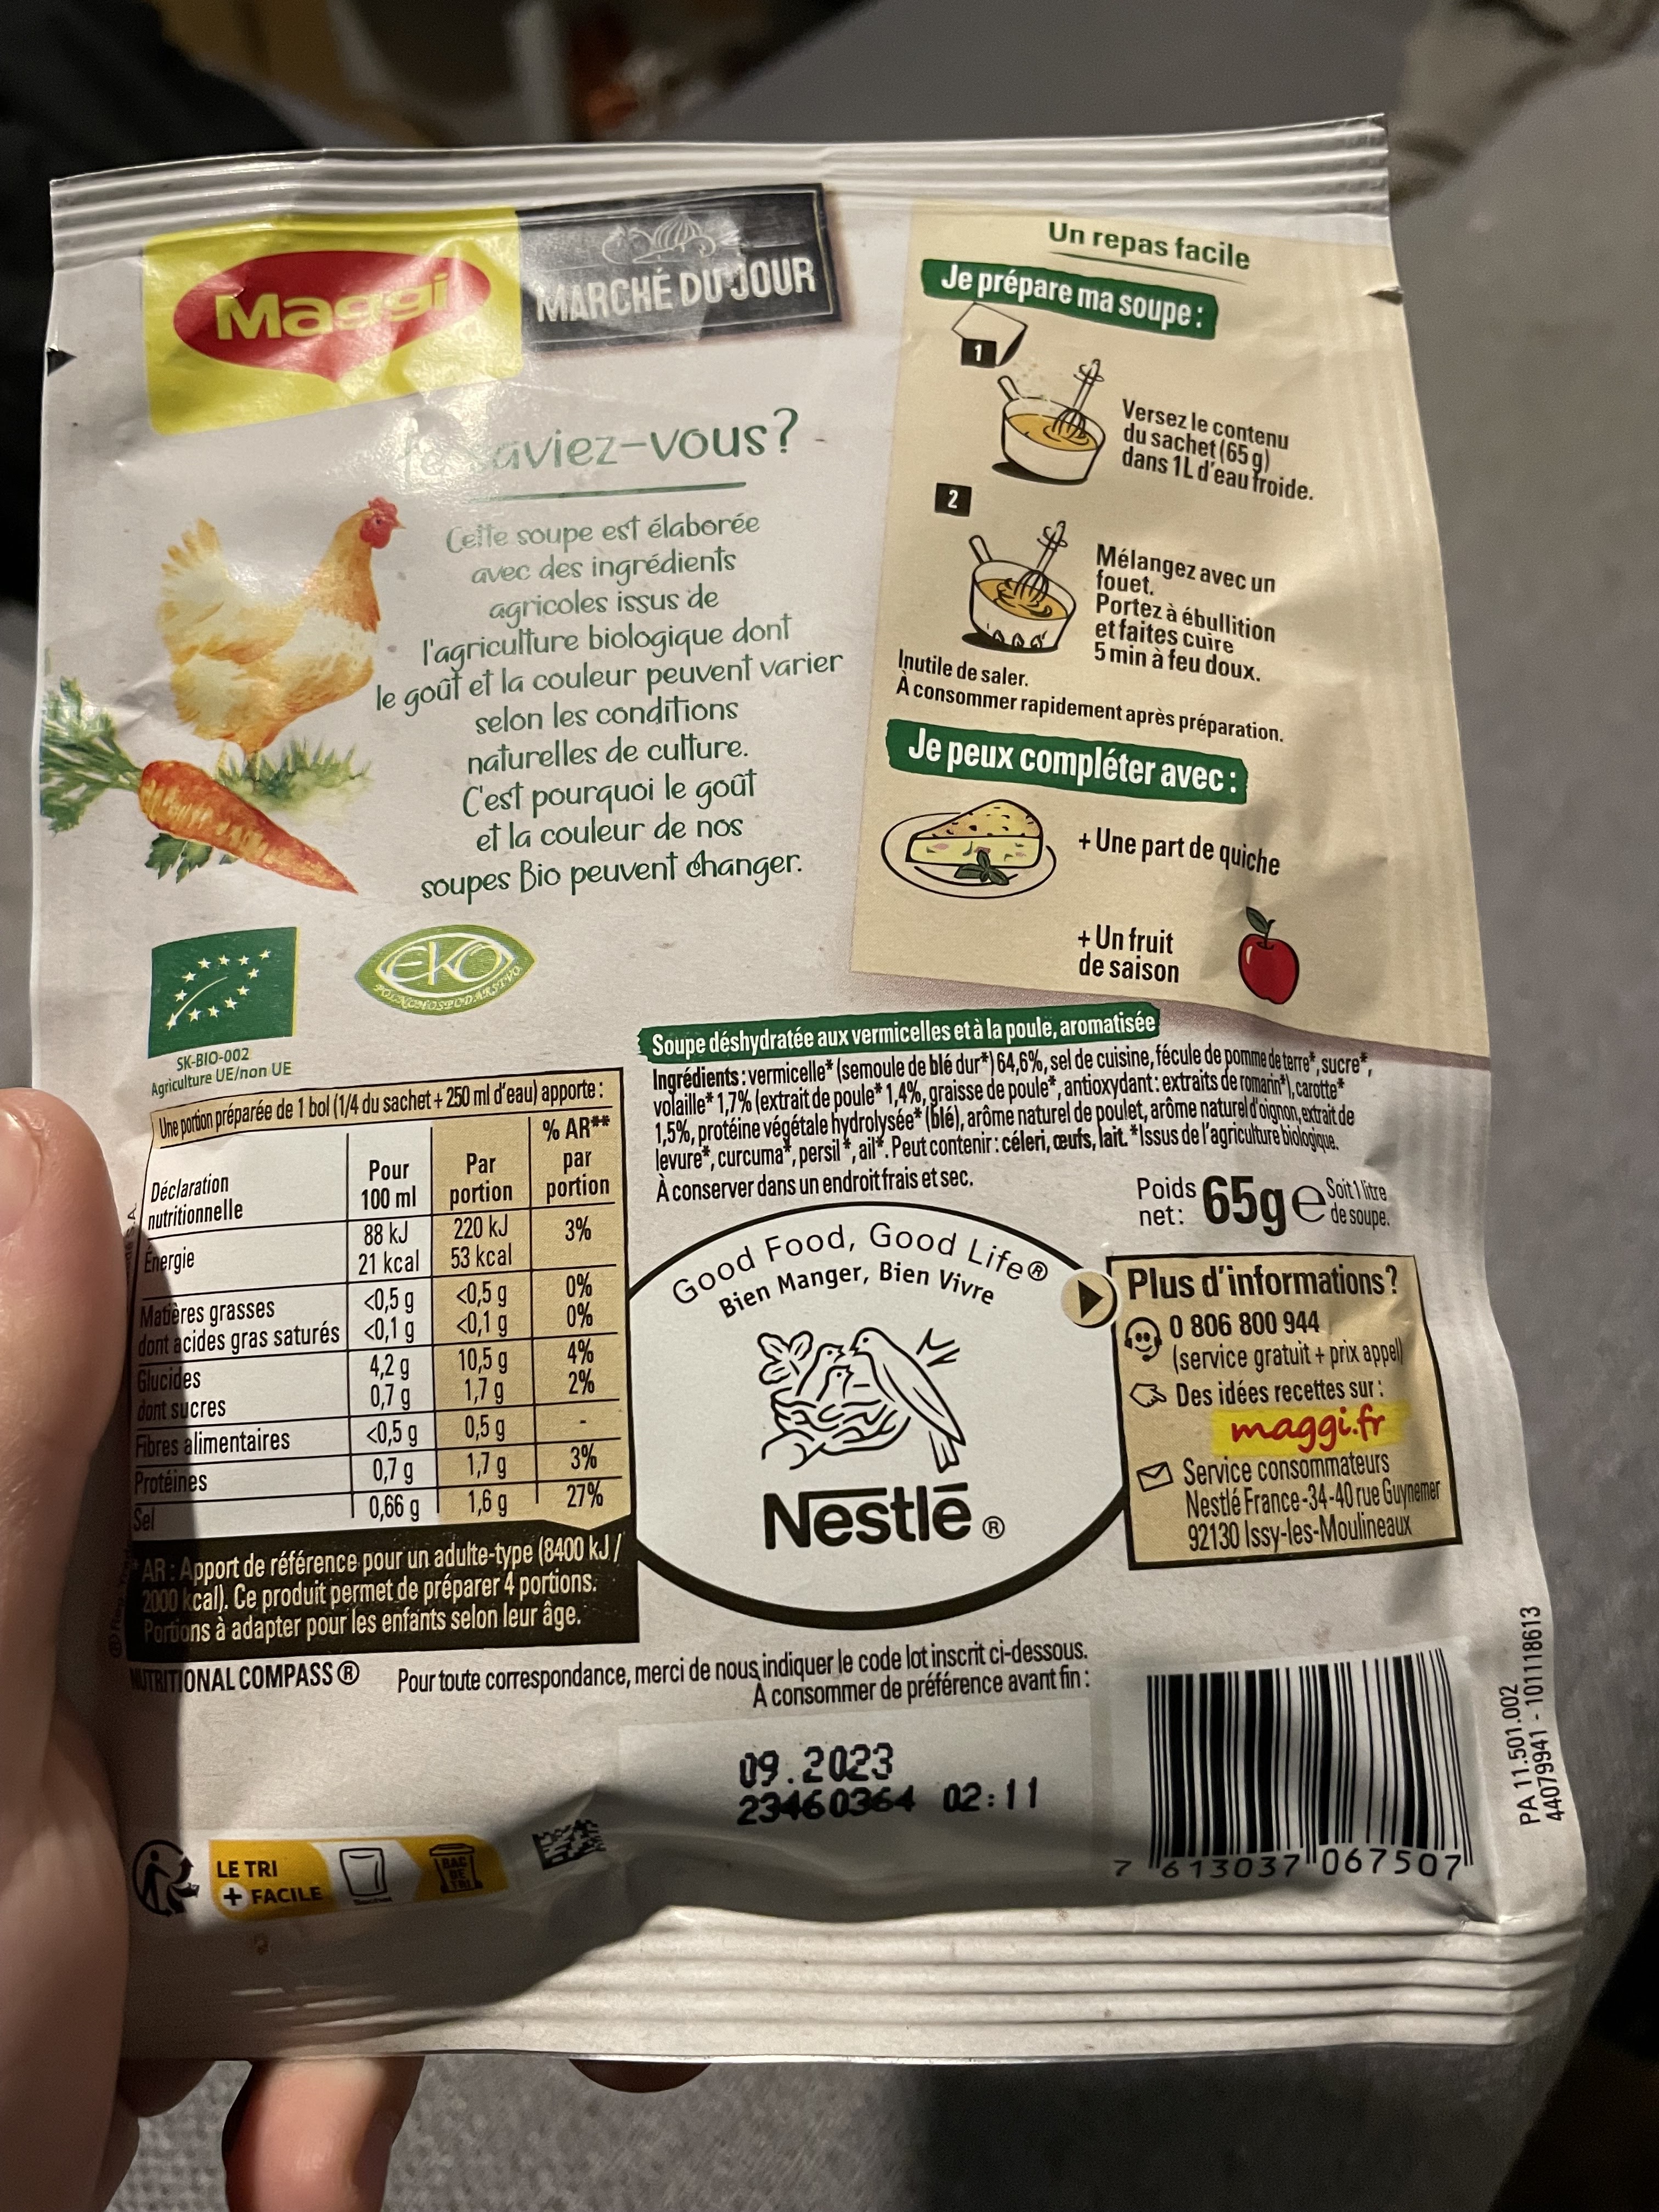 Maggi
MARCHÉ DU JOUR
Le saviez-vous?
Cette soupe est élaborée
avec des ingrédients
agricoles issus de
l'agriculture biologique dont
le goût et la couleur peuvent varier
selon les conditions
naturelles de culture.
C'est pourquoi le goût
et la couleur de nos
soupes Bio peuvent changer.
SK-BIO-002
Agriculture UE/non UE
EKO
Un repas facile
Je prépare ma soupe :
1
Versez le contenu
du sachet (65 g)
dans 1L d'eau froide.
2
Mélangez avec un
fouet.
Portez à ébullition
et faites cuire
5 min à feu doux.
Inutile de saler.
À consommer rapidement après préparation.
Je peux compléter avec :
+ Une part de quiche
+ Un fruit
de saison
Soupe déshydratée aux vermicelles et à la poule, aromatisée
Ingrédients : vermicelle* (semoule de blé dur*) 64,6%, sel de cuisine, fécule de pomme de terre*, sucre*,
volaille* 1,7% (extrait de poule* 1,4%, graisse de poule*, antioxydant : extraits de romarin*), carotte*
1,5%, protéine végétale hydrolysée* (blé), arôme naturel de poulet, arôme naturel d'oignon, extrait de
levure*, curcuma*, persil*, ail*. Peut contenir : céleri, œufs, lait. *Issus de l'agriculture biologique.
À conserver dans un endroit frais et sec.
Poids
net: 65g e Soit 1 litre
de soupe.
Une portion préparée de 1 bol (1/4 du sachet + 250 ml d'eau) apporte :
Déclaration
nutritionnelle Pour
100 ml Par
portion % AR**
par
portion
Énergie 88 kJ 220 kJ 3%
21 kcal 53 kcal
Matières grasses <0,5 g <0,5 g 0%
dont acides gras saturés <0,1 g <0,1 g 0%
Glucides 4,2 g 10,5 g 4%
dont sucres 0,7 g 1,7 g 2%
Fibres alimentaires <0,5 g 0,5 g -
Protéines 0,7 g 1,7 g 3%
Sel 0,66 g 1,6 g 27%
AR : Apport de référence pour un adulte-type (8400 kJ /
2000 kcal). Ce produit permet de préparer 4 portions.
Portions à adapter pour les enfants selon leur âge.
NUTRITIONAL COMPASS ®
Good Food, Good Life®
Bien Manger, Bien Vivre
Nestlé ®
Plus d'informations ?
0 806 800 944
(service gratuit + prix appel)
Des idées recettes sur :
maggi.fr
Service consommateurs
Nestlé France-34-40 rue Guynemer
92130 Issy-les-Moulineaux
Pour toute correspondance, merci de nous indiquer le code lot inscrit ci-dessous.
À consommer de préférence avant fin :
09.2023
23460364 02:11
LE TRI
+ FACILE
BAC
DE
TRI
7 613037 067507
PA 11.501.002
44079941 - 101118613